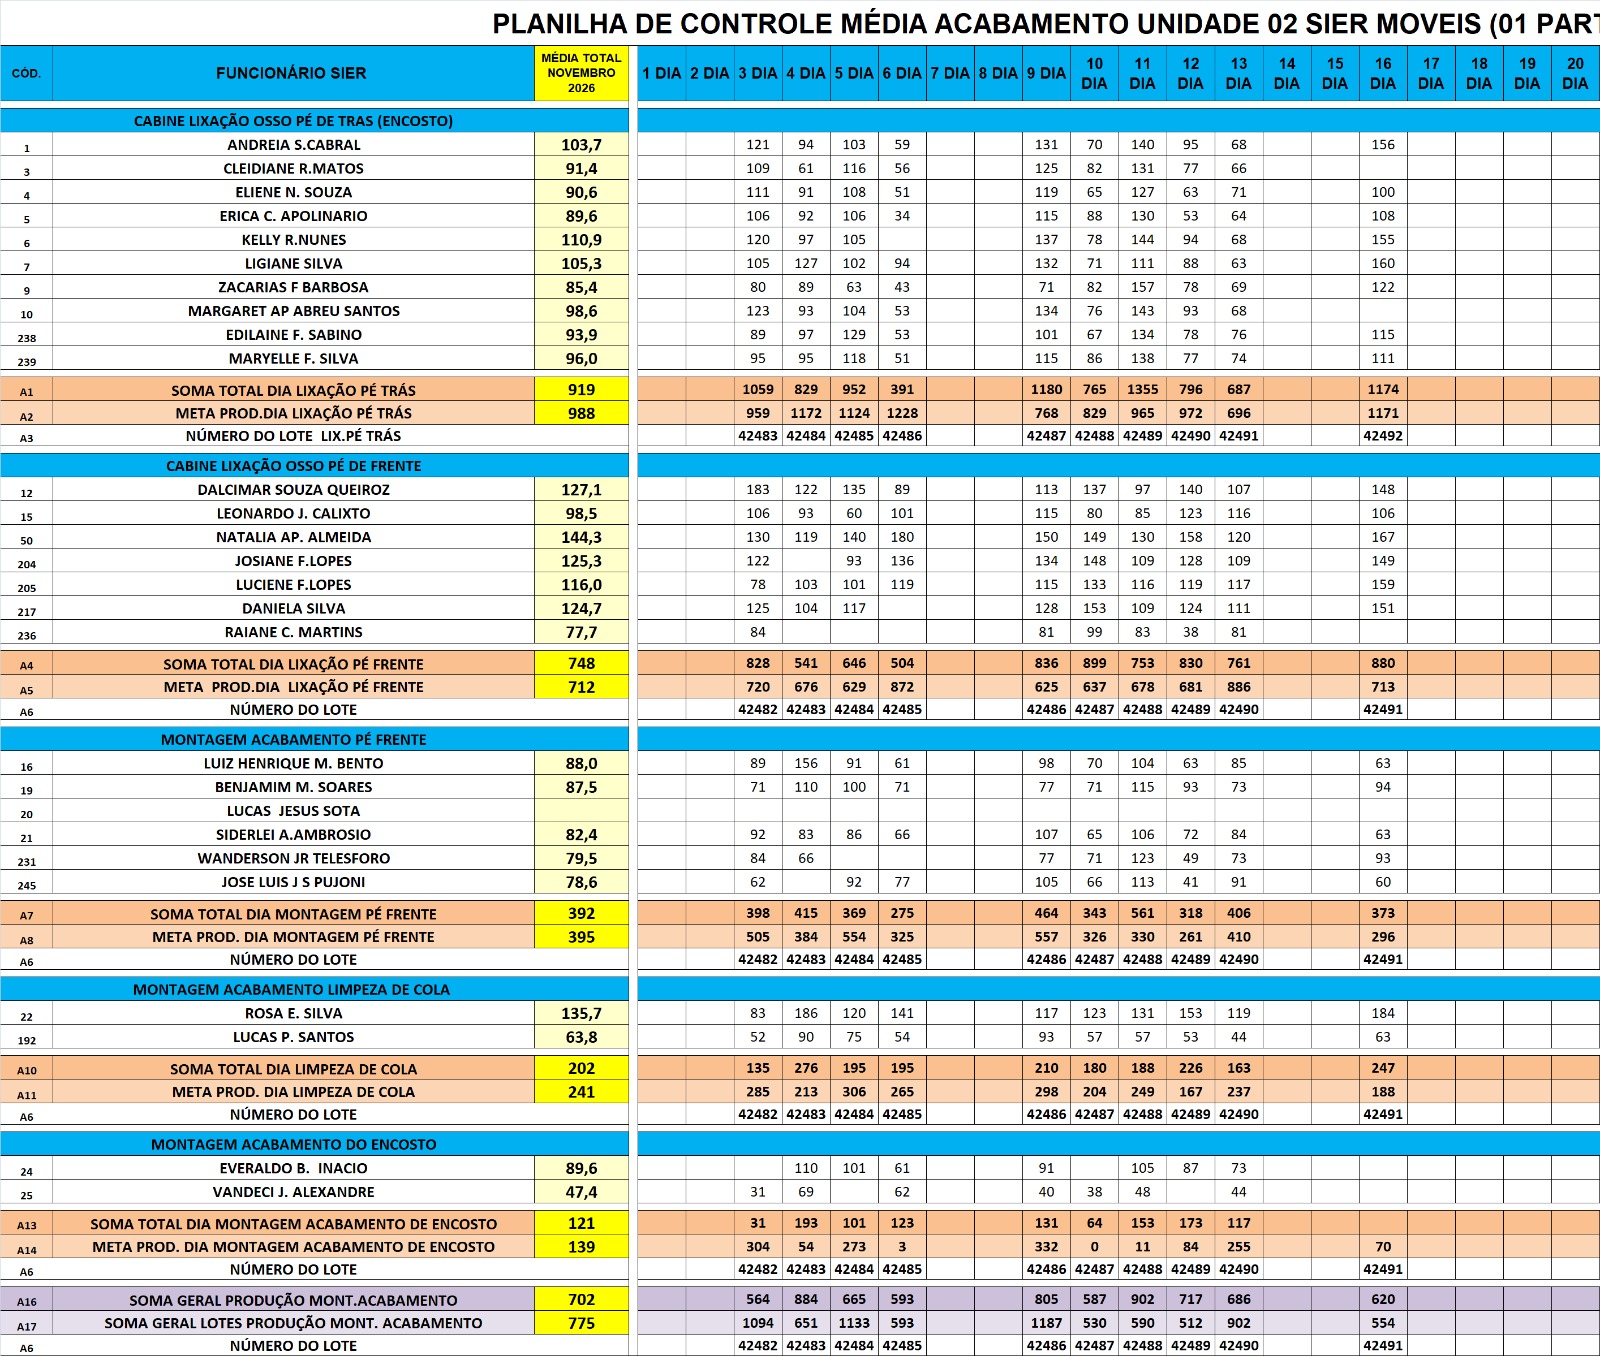 PLANILHA DE CONTROLE MÉDIA ACABAMENTO UNIDADE 02 SIER MOVEIS (01 PART
CÓD. FUNCIONÁRIO SIER MÉDIA TOTAL NOVEMBRO 2026 1 DIA 2 DIA 3 DIA 4 DIA 5 DIA 6 DIA 7 DIA 8 DIA 9 DIA 10 DIA 11 DIA 12 DIA 13 DIA 14 DIA 15 DIA 16 DIA 17 DIA 18 DIA 19 DIA 20 DIA
CABINE LIXAÇÃO OSSO PÉ DE TRAS (ENCOSTO)
1 ANDREIA S.CABRAL 103,7 121 94 103 59 131 70 140 95 68 156
3 CLEIDIANE R.MATOS 91,4 109 61 116 56 125 82 131 77 66
4 ELIENE N. SOUZA 90,6 111 91 108 51 119 65 127 63 71 100
5 ERICA C. APOLINARIO 89,6 106 92 106 34 115 88 130 53 64 108
6 KELLY R.NUNES 110,9 120 97 105 137 78 144 94 68 155
7 LIGIANE SILVA 105,3 105 127 102 94 132 71 111 88 63 160
9 ZACARIAS F BARBOSA 85,4 80 89 63 43 71 82 157 78 69 122
10 MARGARET AP ABREU SANTOS 98,6 123 93 104 53 134 76 143 93 68
238 EDILAINE F. SABINO 93,9 89 97 129 53 101 67 134 78 76 115
239 MARYELLE F. SILVA 96,0 95 95 118 51 115 86 138 77 74 111
A1 SOMA TOTAL DIA LIXAÇÃO PÉ TRÁS 919 1059 829 952 391 1180 765 1355 796 687 1174
A2 META PROD.DIA LIXAÇÃO PÉ TRÁS 988 959 1172 1124 1228 768 829 965 972 696 1171
A3 NÚMERO DO LOTE LIX.PÉ TRÁS 42483 42484 42485 42486 42487 42488 42489 42490 42491 42492
CABINE LIXAÇÃO OSSO PÉ DE FRENTE
12 DALCIMAR SOUZA QUEIROZ 127,1 183 122 135 89 113 137 97 140 107 148
15 LEONARDO J. CALIXTO 98,5 106 93 60 101 115 80 85 123 116 106
50 NATALIA AP. ALMEIDA 144,3 130 119 140 180 150 149 130 158 120 167
204 JOSIANE F.LOPES 125,3 122 93 136 134 148 109 128 109 149
205 LUCIENE F.LOPES 116,0 78 103 101 119 115 133 116 119 117 159
217 DANIELA SILVA 124,7 125 104 117 128 153 109 124 111 151
236 RAIANE C. MARTINS 77,7 84 81 99 83 38 81
A4 SOMA TOTAL DIA LIXAÇÃO PÉ FRENTE 748 828 541 646 504 836 899 753 830 761 880
A5 META PROD.DIA LIXAÇÃO PÉ FRENTE 712 720 676 629 872 625 637 678 681 886 713
A6 NÚMERO DO LOTE 42482 42483 42484 42485 42486 42487 42488 42489 42490 42491
MONTAGEM ACABAMENTO PÉ FRENTE
16 LUIZ HENRIQUE M. BENTO 88,0 89 156 91 61 98 70 104 63 85 63
19 BENJAMIM M. SOARES 87,5 71 110 100 71 77 71 115 93 73 94
20 LUCAS JESUS SOTA
21 SIDERLEI A.AMBROSIO 82,4 92 83 86 66 107 65 106 72 84 63
231 WANDERSON JR TELESFORO 79,5 84 66 77 71 123 49 73 93
245 JOSE LUIS J S PUJONI 78,6 62 92 77 105 66 113 41 91 60
A7 SOMA TOTAL DIA MONTAGEM PÉ FRENTE 392 398 415 369 275 464 343 561 318 406 373
A8 META PROD. DIA MONTAGEM PÉ FRENTE 395 505 384 554 325 557 326 330 261 410 296
A6 NÚMERO DO LOTE 42482 42483 42484 42485 42486 42487 42488 42489 42490 42491
MONTAGEM ACABAMENTO LIMPEZA DE COLA
22 ROSA E. SILVA 135,7 83 186 120 141 117 123 131 153 119 184
192 LUCAS P. SANTOS 63,8 52 90 75 54 93 57 57 53 44 63
A10 SOMA TOTAL DIA LIMPEZA DE COLA 202 135 276 195 195 210 180 188 226 163 247
A11 META PROD. DIA LIMPEZA DE COLA 241 285 213 306 265 298 204 249 167 237 188
A6 NÚMERO DO LOTE 42482 42483 42484 42485 42486 42487 42488 42489 42490 42491
MONTAGEM ACABAMENTO DO ENCOSTO
24 EVERALDO B. INACIO 89,6 110 101 61 91 105 87 73
25 VANDECI J. ALEXANDRE 47,4 31 69 62 40 38 48 44
A13 SOMA TOTAL DIA MONTAGEM ACABAMENTO DE ENCOSTO 121 31 193 101 123 131 64 153 173 117
A14 META PROD. DIA MONTAGEM ACABAMENTO DE ENCOSTO 139 304 54 273 3 332 0 11 84 255 70
A6 NÚMERO DO LOTE 42482 42483 42484 42485 42486 42487 42488 42489 42490 42491
A16 SOMA GERAL PRODUÇÃO MONT.ACABAMENTO 702 564 884 665 593 805 587 902 717 686 620
A17 SOMA GERAL LOTES PRODUÇÃO MONT. ACABAMENTO 775 1094 651 1133 593 1187 530 590 512 902 554
A6 NÚMERO DO LOTE 42482 42483 42484 42485 42486 42487 42488 42489 42490 42491